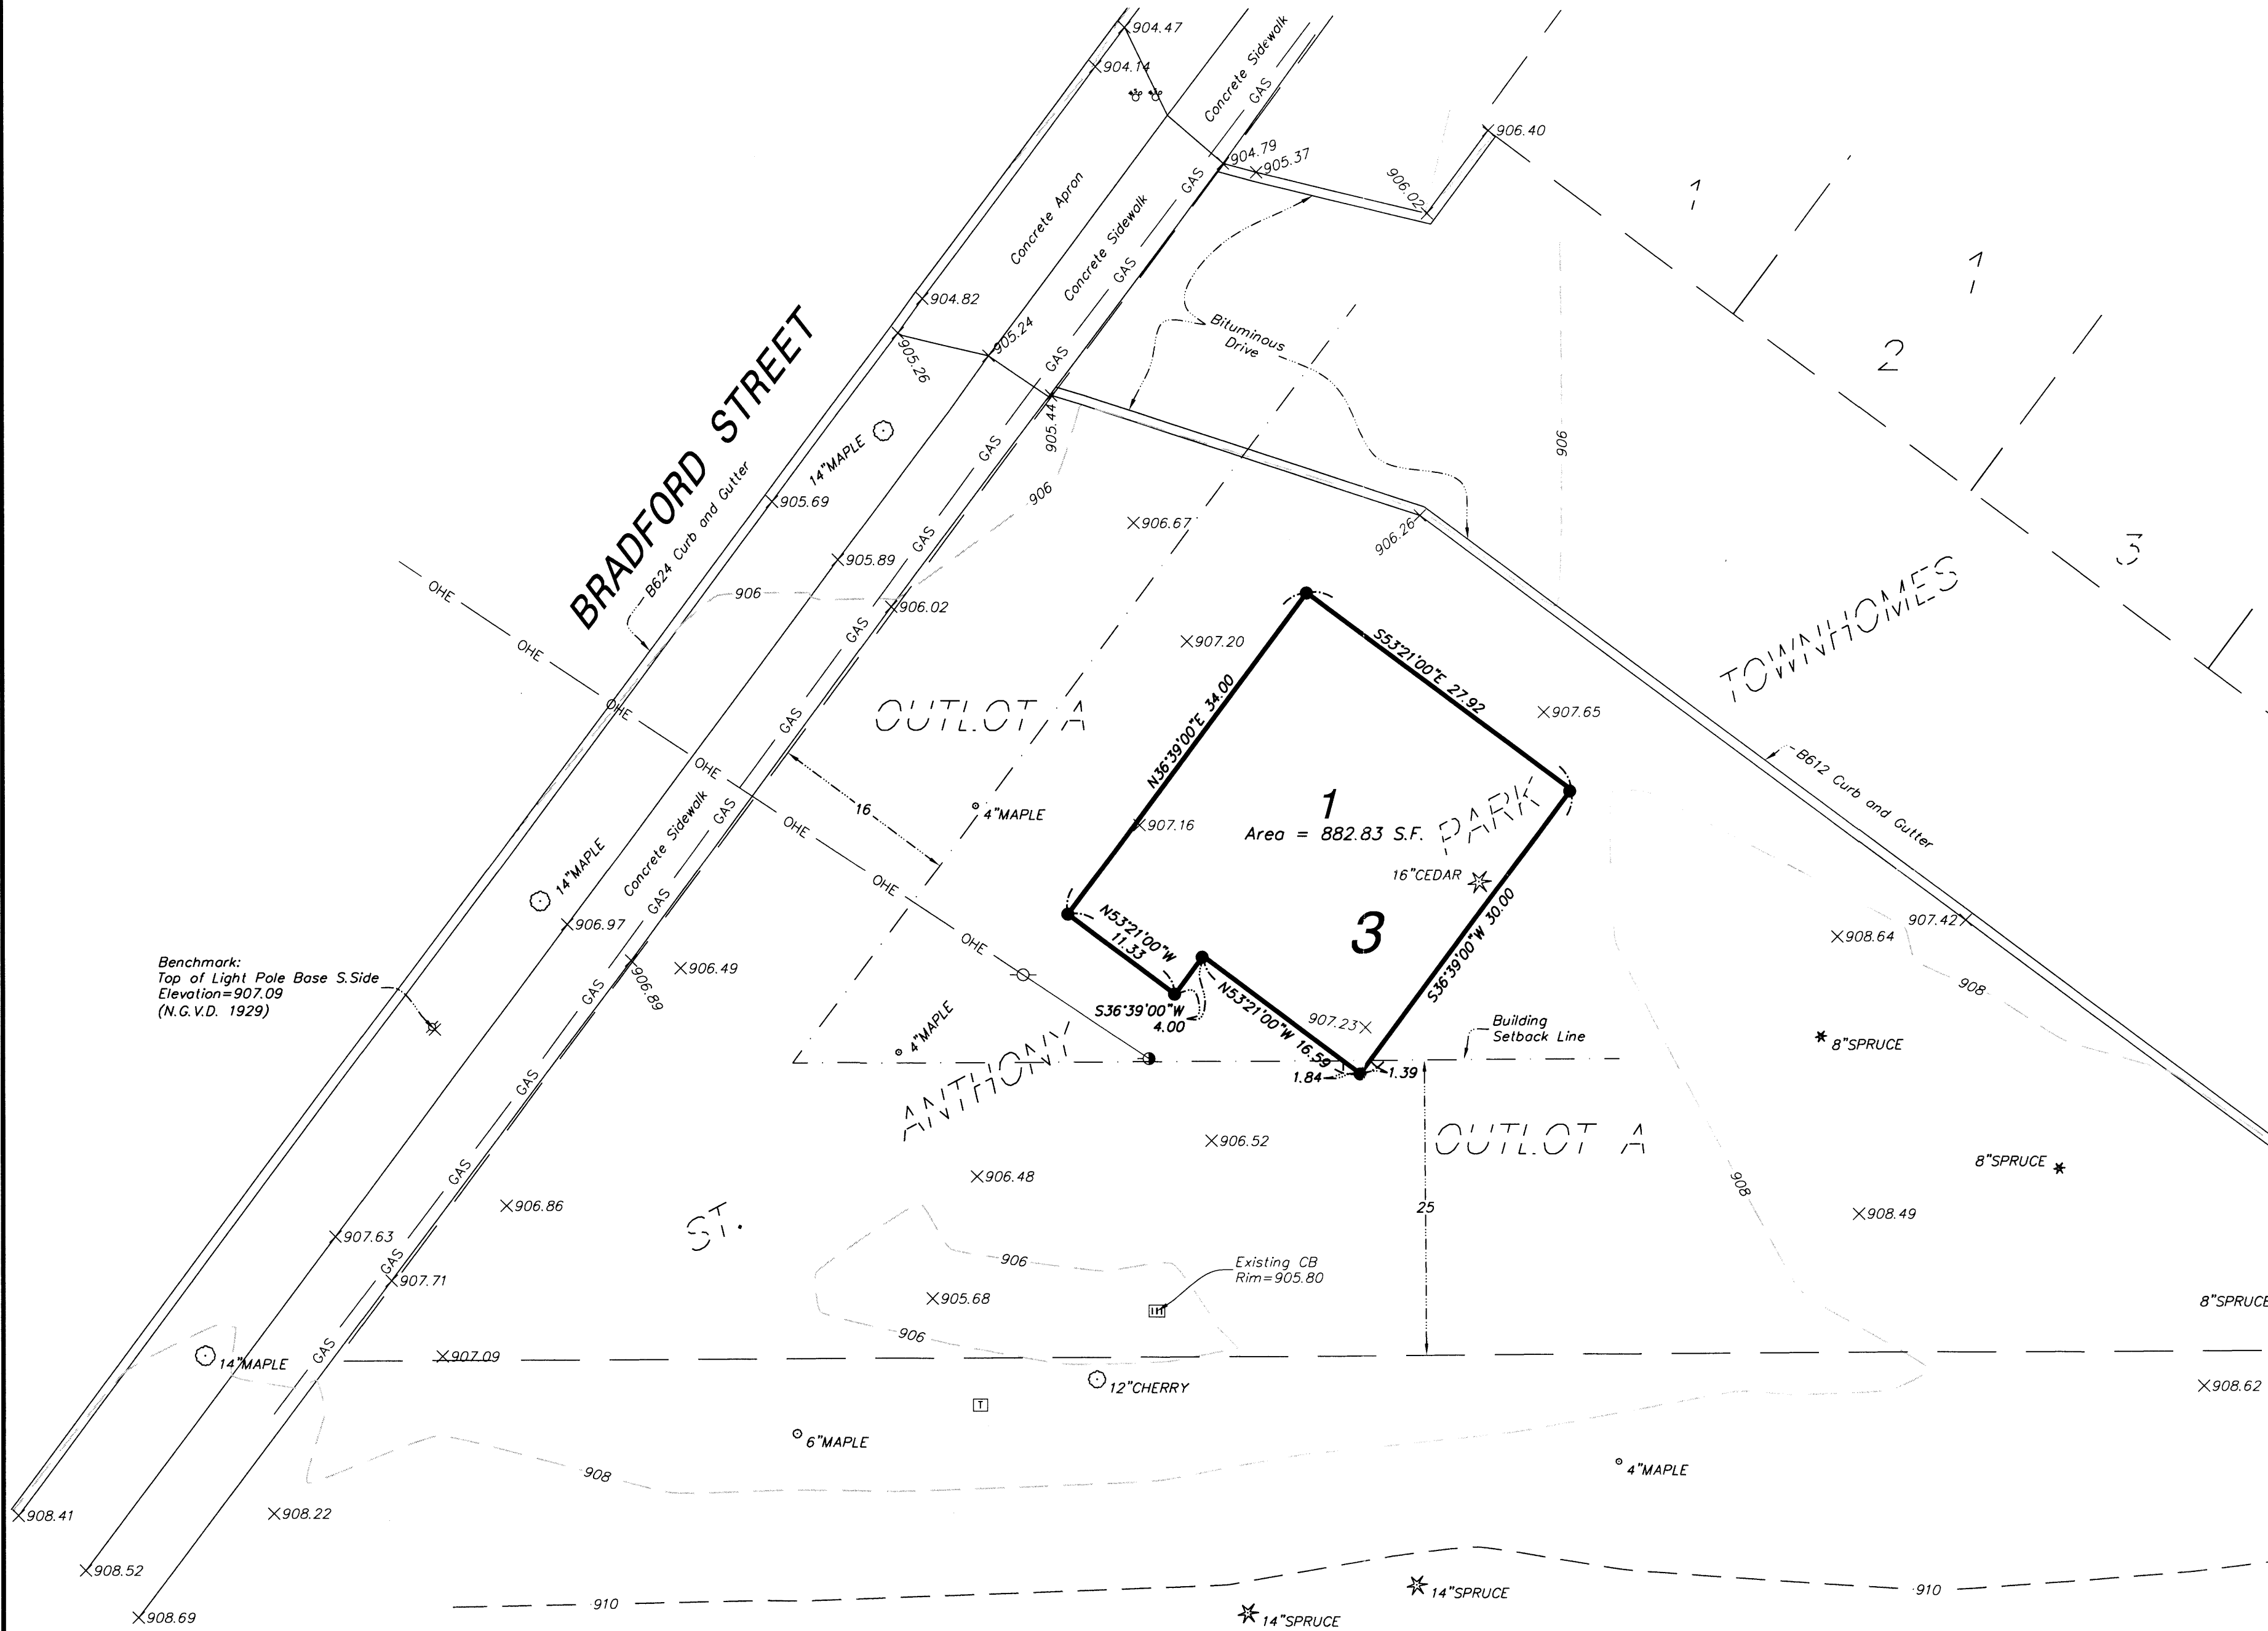 904.47
904.14
Concrete Sidewalk
GAS
904.79
905.37
906.40
906.02
1
1
GAS
Concrete Apron
Concrete Sidewalk
GAS
904.82
905.26
905.24
GAS
Bituminous
Drive
2
BRADFORD STREET
B624 Curb and Gutter
14"MAPLE
905.44
GAS
906
906
905.69
906.67
906.26
3
905.89
GAS
OHE
906
906.02
OHE
GAS
907.20
S53°21'00"E 27.92
TOWNHOMES
OHE
GAS
OUTLOT A
N36°39'00"E 34.00
907.65
OHE
B612 Curb and Gutter
Concrete Sidewalk
GAS
16
OHE
4"MAPLE
907.16
1
Area = 882.83 S.F.
PARK
16"CEDAR
14"MAPLE
GAS
OHE
906.97
N53°21'00"W
11.33
3
S36°39'00"W 30.00
907.42
908.64
Benchmark:
Top of Light Pole Base S.Side
Elevation=907.09
(N.G.V.D. 1929)
906.49
906.89
GAS
OHE
908
S36°39'00"W
4.00
N53°21'00"W 16.59
907.23
Building
Setback Line
4"MAPLE
8"SPRUCE
1.84
1.39
GAS
ANTHONY
906.52
OUTLOT A
8"SPRUCE
GAS
906.48
908
906.86
25
908.49
ST.
907.63
GAS
907.71
906
Existing CB
Rim=905.80
905.68
8"SPRUCE
906
GAS
14"MAPLE
907.09
12"CHERRY
908.62
T
6"MAPLE
908
4"MAPLE
908.41
908.22
908.52
910
14"SPRUCE
910
908.69
14"SPRUCE